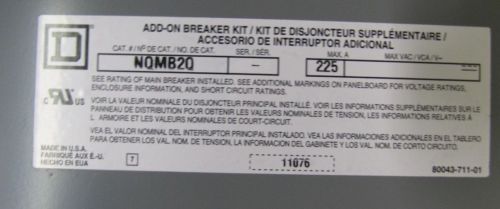 ADD-ON BREAKER KIT / KIT DE DISJONCTEUR SUPPLÉMENTAIRE /
ACCESORIO DE INTERRUPTOR ADICIONAL
CAT. # / Nº DE CAT. / NO. DE CAT. SER. / SÉR. MAX. A MAX VAC / VCA / V~
NQMB2Q – 225
SEE RATING OF MAIN BREAKER INSTALLED. SEE ADDITIONAL MARKINGS ON PANELBOARD FOR VOLTAGE RATINGS,
ENCLOSURE INFORMATION, AND SHORT CIRCUIT RATINGS.
VOIR LA VALEUR NOMINALE DU DISJONCTEUR PRINCIPAL INSTALLÉ. VOIR LES INFORMATIONS SUPPLÉMENTAIRES SUR LE
PANNEAU DE DISTRIBUTION POUR OBTENIR LES VALEURS NOMINALES DE TENSION, LES INFORMATIONS RELATIVES À
L ARMOIRE ET LES VALEURS NOMINALES DE COURT-CIRCUIT.
VEA EL VALOR NOMINAL DEL INTERRUPTOR PRINCIPAL INSTALADO. VEA LAS INFORMACIONES ADICIONALES EN EL TABLERO
PARA OBTENER LOS VAL. NOM. DE TENSIÓN, LA INFORMACIÓN DEL GABINETE Y LOS VAL. NOM. DE CORTO CIRCUITO.
D
c UL us
MADE IN U.S.A.
FABRIQUÉ AUX É.-U.
HECHO EN EUA
7
11076
80043-711-01